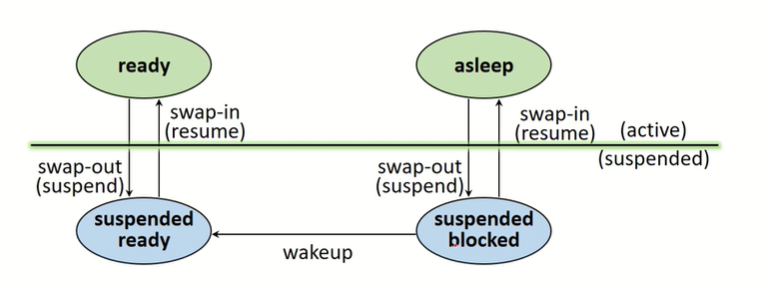 ready
asleep
swap-in
(resume)
swap-in
(resume)
(active)
(suspended)
swap-out
(suspend)
swap-out
(suspend)
suspended
ready
suspended
blocked
wakeup